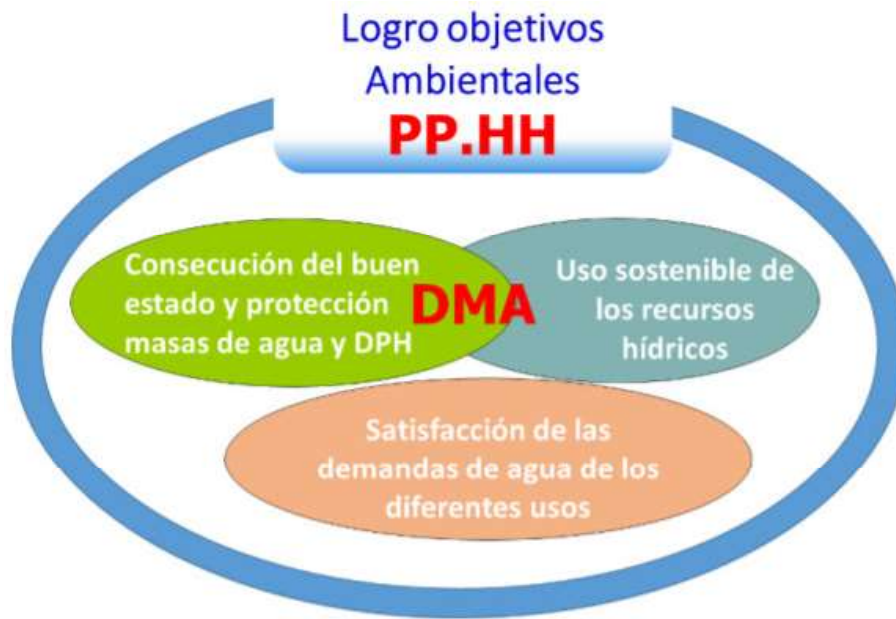 Logro objetivos
Ambientales
PP.HH
Consecución del buen
estado y protección
masas de agua y DPH
DMA
Uso sostenible de
los recursos
hídricos
Satisfacción de las
demandas de agua de los
diferentes usos